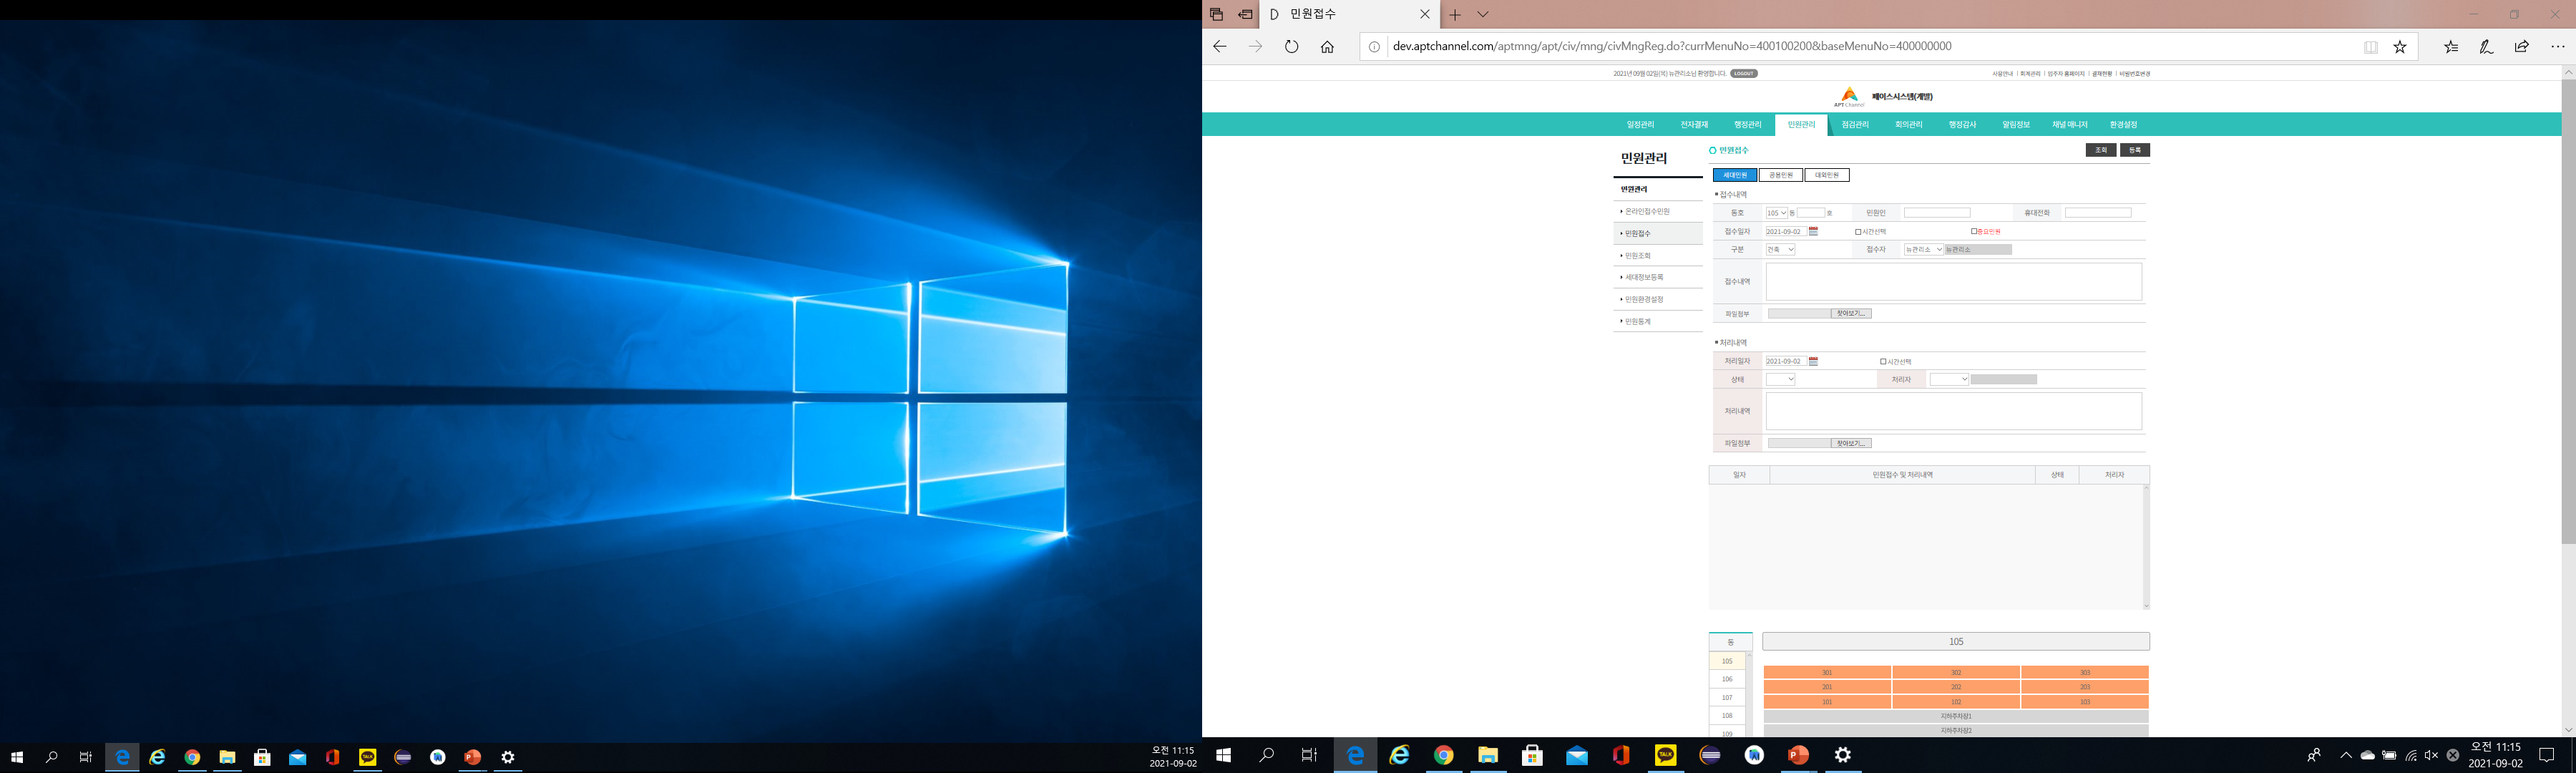 민원접수
dev.aptchannel.com/aptmng/apt/civ/mng/civMngReg.do?currMenuNo=400100200&baseMenuNo=400000000
2021년 09월 02일(목) 뉴관리소님 환영합니다. LOGOUT
사용안내 | 회계관리 | 입주자 홈페이지 | 결재현황 | 비밀번호변경
APT Channel 페이스시스템(개발)
일정관리 전자결재 행정관리 민원관리 점검관리 회의관리 행정감사 알림정보 채널 매니저 환경설정
민원관리
민원관리
온라인접수민원
민원접수
민원조회
세대정보등록
민원환경설정
민원통계
민원접수 조회 등록
세대민원 공용민원 대외민원
접수내역
동호 105 동 호 민원인 휴대전화
접수일자 2021-09-02 시간선택 중요민원
구분 건축 접수자 뉴관리소 뉴관리소
접수내역
파일첨부 찾아보기...
처리내역
처리일자 2021-09-02 시간선택
상태 처리자
처리내역
파일첨부 찾아보기...
일자 민원접수 및 처리내역 상태 처리자
동 105
105
106
107
108
109
301 302 303
201 202 203
101 102 103
지하주차장1
지하주차장2
TALK
오전 11:15
2021-09-02
TALK
오전 11:15
2021-09-02